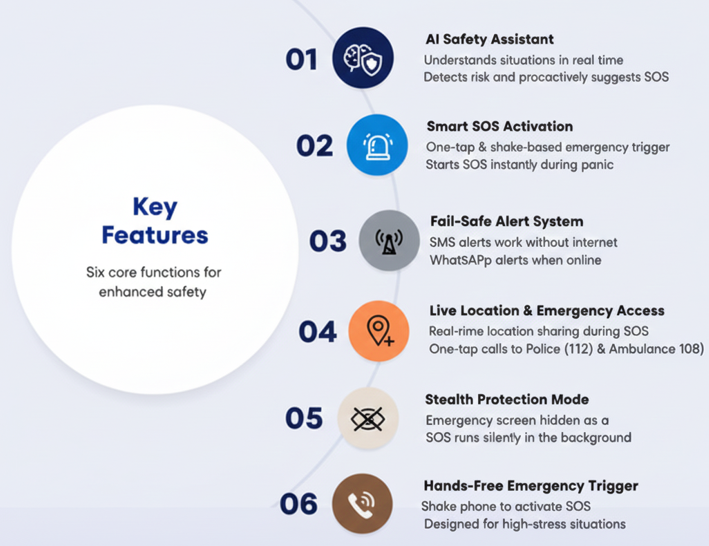 Key
Features
Six core functions for
enhanced safety
01
AI Safety Assistant
Understands situations in real time
Detects risk and procactively suggests SOS
02
Smart SOS Activation
One-tap & shake-based emergency trigger
Starts SOS instantly during panic
03
Fail-Safe Alert System
SMS alerts work without internet
WhatSAPp alerts when online
04
Live Location & Emergency Access
Real-rime location sharing during SOS
One-tap calls to Police (112) & Ambulance 108)
05
Stealth Protection Mode
Emergency screen hidden as a
SOS runs silently in the background
06
Hands-Free Emergency Trigger
Shake phone to activate SOS
Designed for high-stress situations